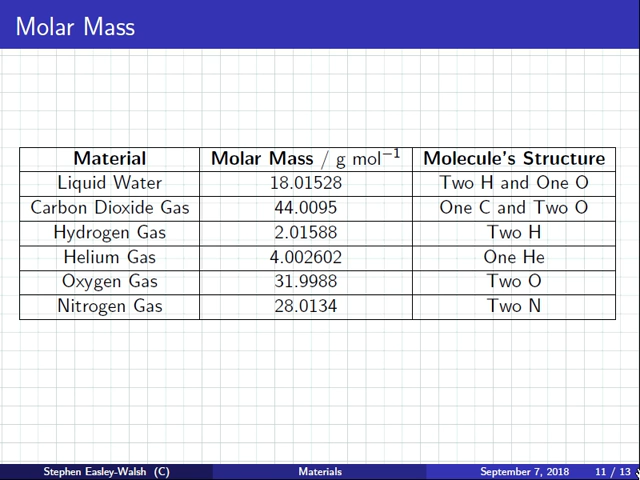 Molar Mass
Material Molar Mass / g mol⁻¹ Molecule's Structure
Liquid Water 18.01528 Two H and One O
Carbon Dioxide Gas 44.0095 One C and Two O
Hydrogen Gas 2.01588 Two H
Helium Gas 4.002602 One He
Oxygen Gas 31.9988 Two O
Nitrogen Gas 28.0134 Two N
Stephen Easley-Walsh (C) Materials September 7, 2018 11 / 13